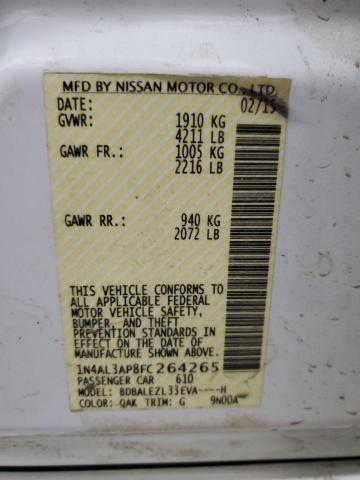 MFD BY NISSAN MOTOR CO., LTD.
DATE: 02/15
GVWR: 1910 KG
4211 LB
GAWR FR.: 1005 KG
2216 LB
GAWR RR.: 940 KG
2072 LB
THIS VEHICLE CONFORMS TO
ALL APPLICABLE FEDERAL
MOTOR VEHICLE SAFETY,
BUMPER, AND THEFT
PREVENTION STANDARDS IN
EFFECT ON THE DATE OF
MANUFACTURE SHOWN ABOVE.
1N4AL3AP8FC264265
PASSENGER CAR 610
MODEL: BDBALEZL33EVA----H
COLOR: QAK TRIM: G 9N00A